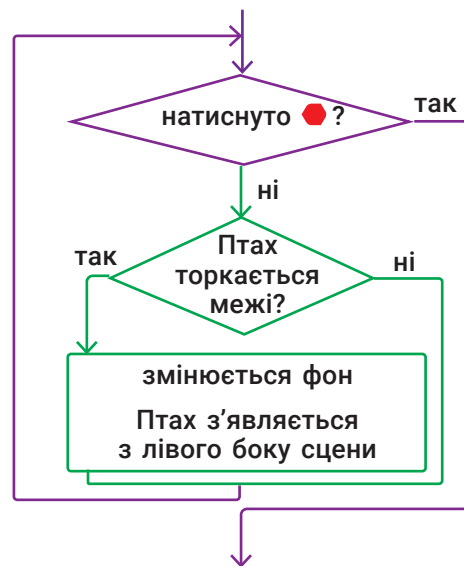 натиснуто ?
так
ні
Птах
торкається
межі?
так
ні
змінюється фон
Птах з’являється
з лівого боку сцени